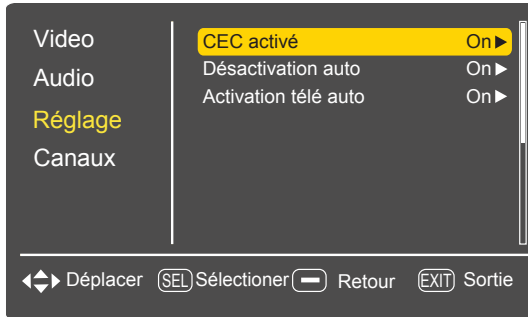 Video
Audio
Réglage
Canaux
CEC activé On
Désactivation auto On
Activation télé auto On
Déplacer SEL Sélectioner Retour EXIT Sortie